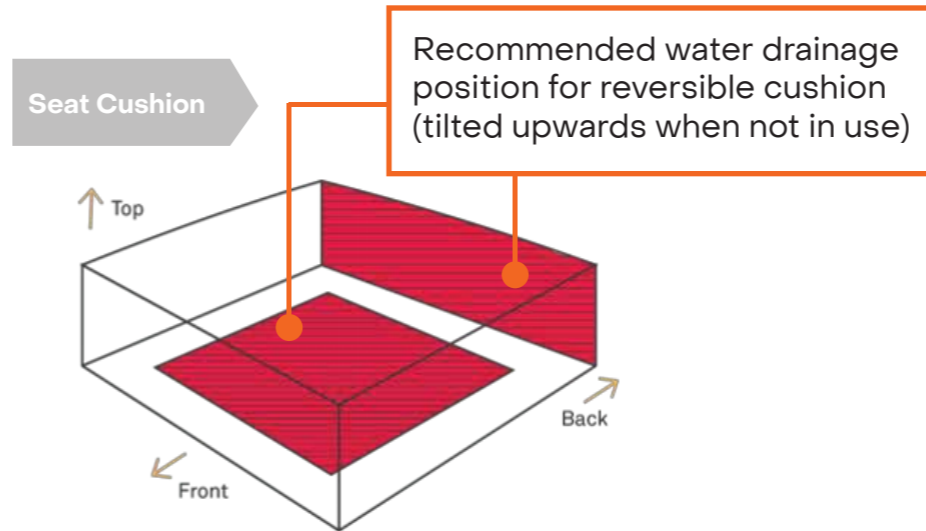 Recommended water drainage
position for reversible cushion
(tilted upwards when not in use)
Seat Cushion
Top
Back
Front